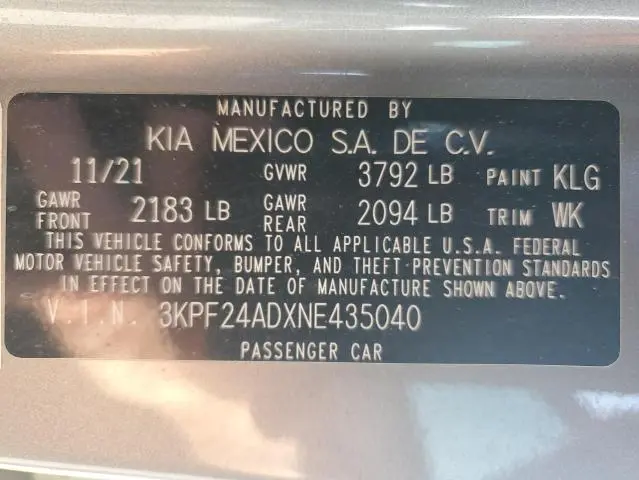 MANUFACTURED BY
KIA MEXICO S.A. DE C.V.
11/21 GVWR 3792 LB PAINT KLG
GAWR FRONT 2183 LB GAWR REAR 2094 LB TRIM WK
THIS VEHICLE CONFORMS TO ALL APPLICABLE U.S.A. FEDERAL
MOTOR VEHICLE SAFETY, BUMPER, AND THEFT PREVENTION STANDARDS
IN EFFECT ON THE DATE OF MANUFACTURE SHOWN ABOVE.
V.I.N. 3KPF24ADXNE435040
PASSENGER CAR